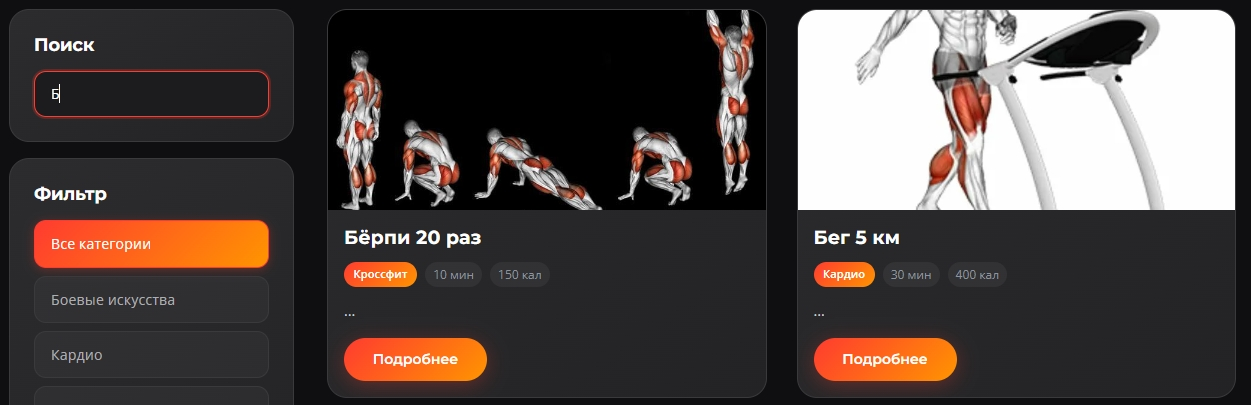 Поиск
Б
Фильтр
Все категории
Боевые искусства
Кардио
Бёрпи 20 раз
Кроссфит 10 мин 150 кал
...
Подробнее
Бег 5 км
Кардио 30 мин 400 кал
...
Подробнее